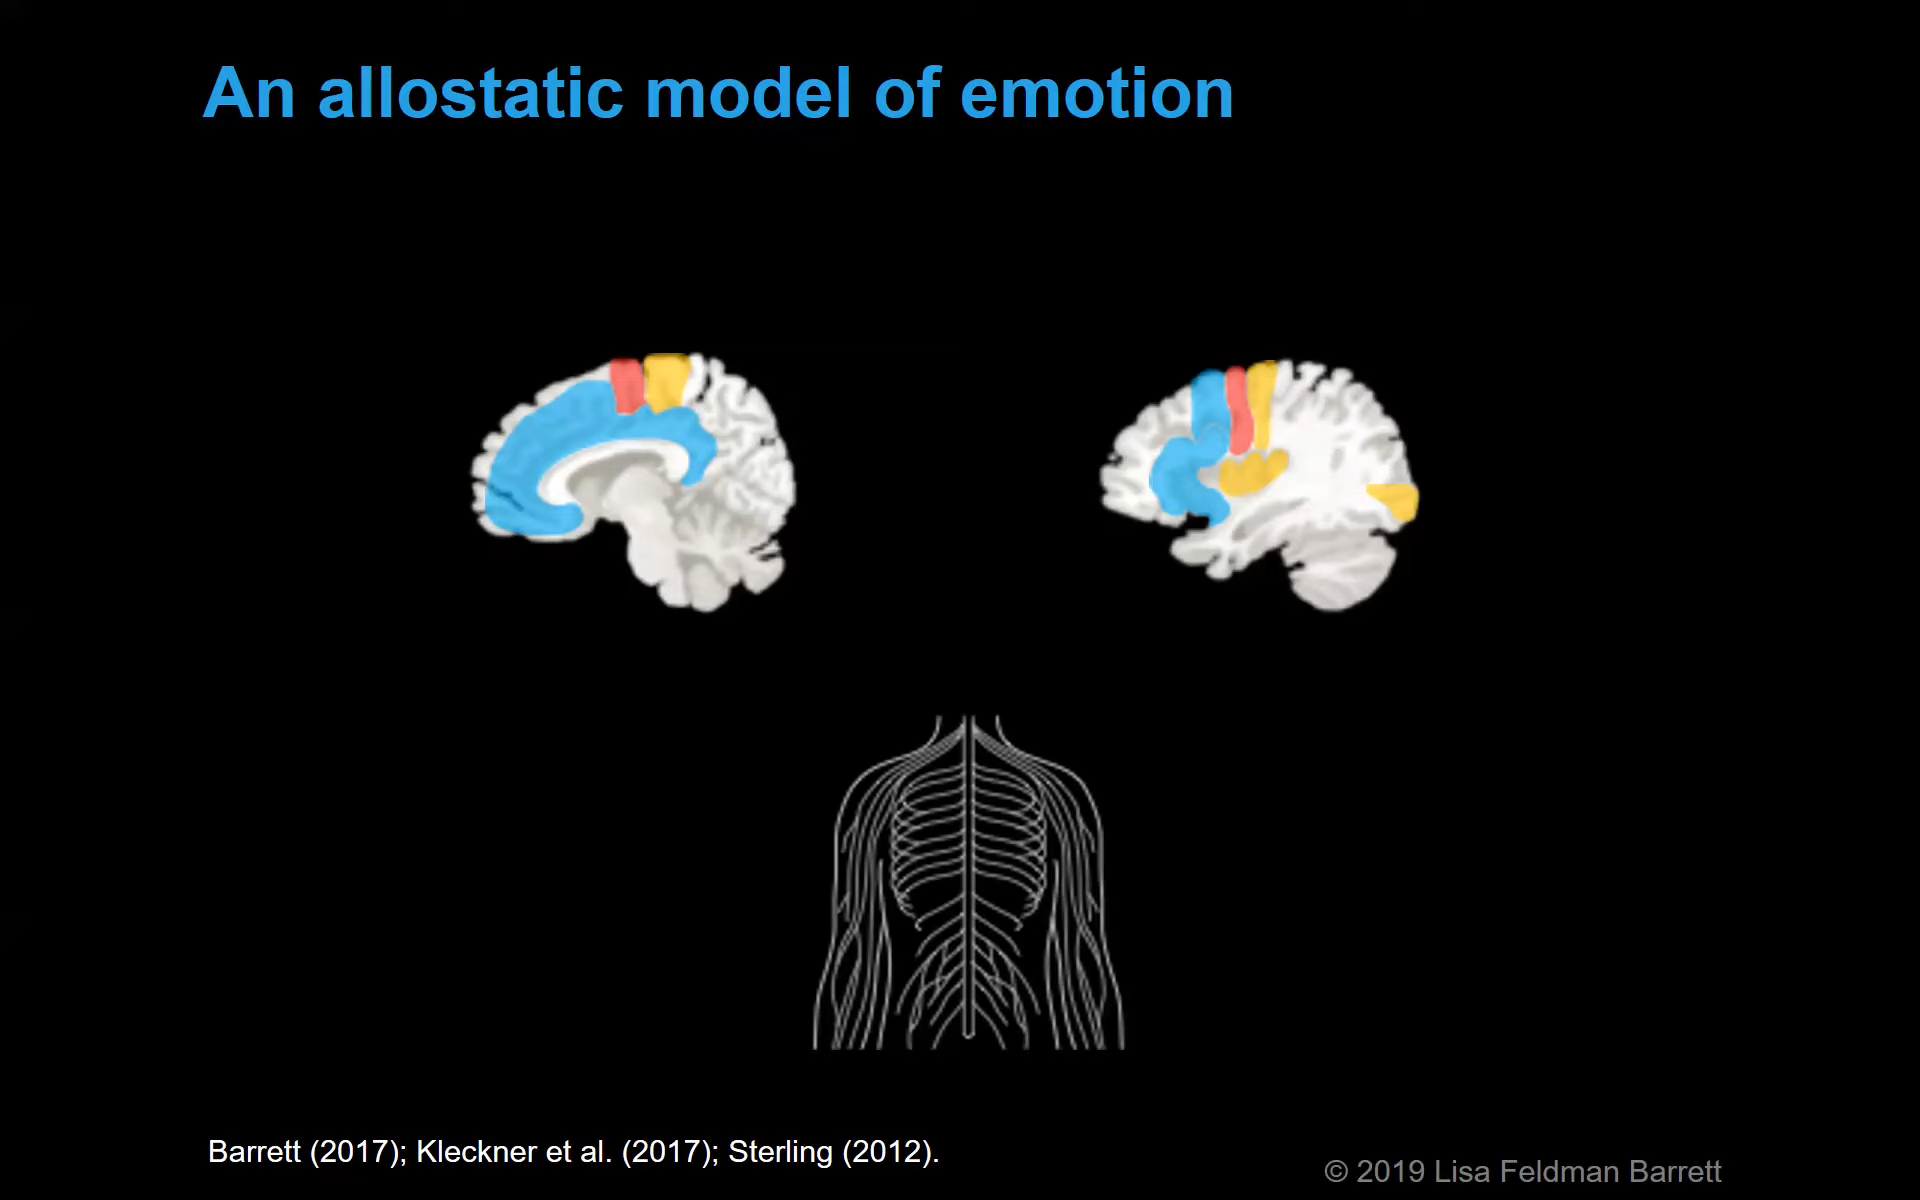 An allostatic model of emotion
Barrett (2017); Kleckner et al. (2017); Sterling (2012).
© 2019 Lisa Feldman Barrett